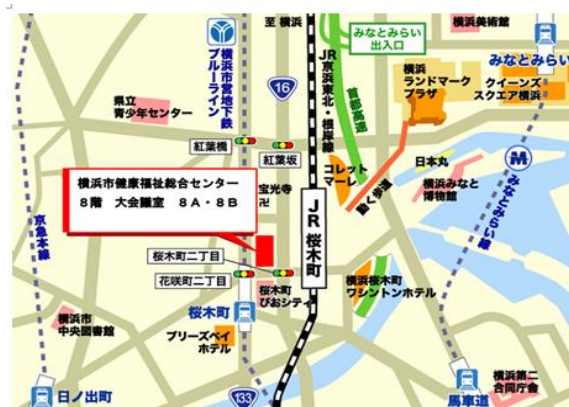 至 横浜
みなとみらい
出入口
横浜美術館
みなとみらい
横浜市営地下鉄
ブルーライン
16
JR
京浜東北・根岸線
首都高速
横浜
ランドマーク
プラザ
クイーンズ
スクエア横浜
県立
青少年センター
紅葉橋
紅葉坂
コレット
マーレ
動く歩道
日本丸
横浜みなと
博物館
M
みなとみらい線
横浜市健康福祉総合センター
8階 大会議室 8A・8B
宝光寺
卍
JR 桜木町
京急本線
桜木町二丁目
花咲町二丁目
桜木町
ぴおシティ
横浜桜木町
ワシントンホテル
桜木町
横浜市
中央図書館
ブリーズベイ
ホテル
日ノ出町
133
馬車道
横浜第二
合同庁舎